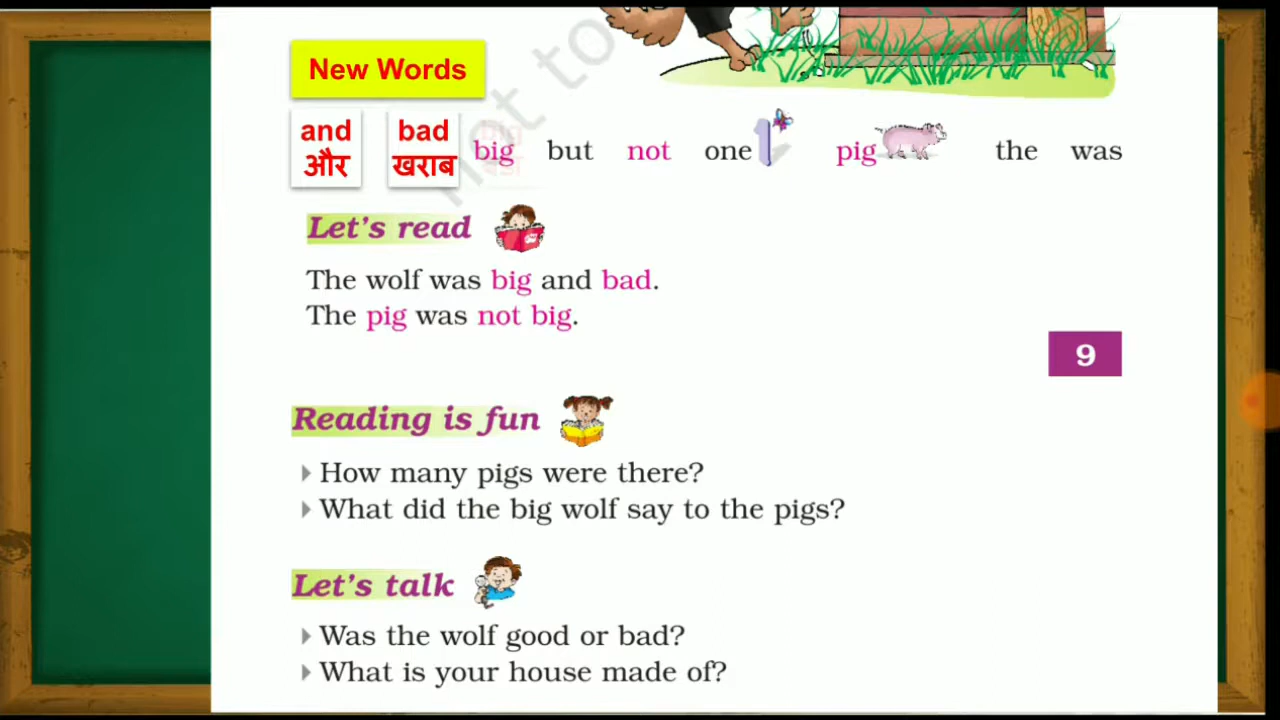 New Words
and bad big but not one pig the was
और खराब
Let's read
The wolf was big and bad.
The pig was not big.
9
Reading is fun
How many pigs were there?
What did the big wolf say to the pigs?
Let's talk
Was the wolf good or bad?
What is your house made of?
not to